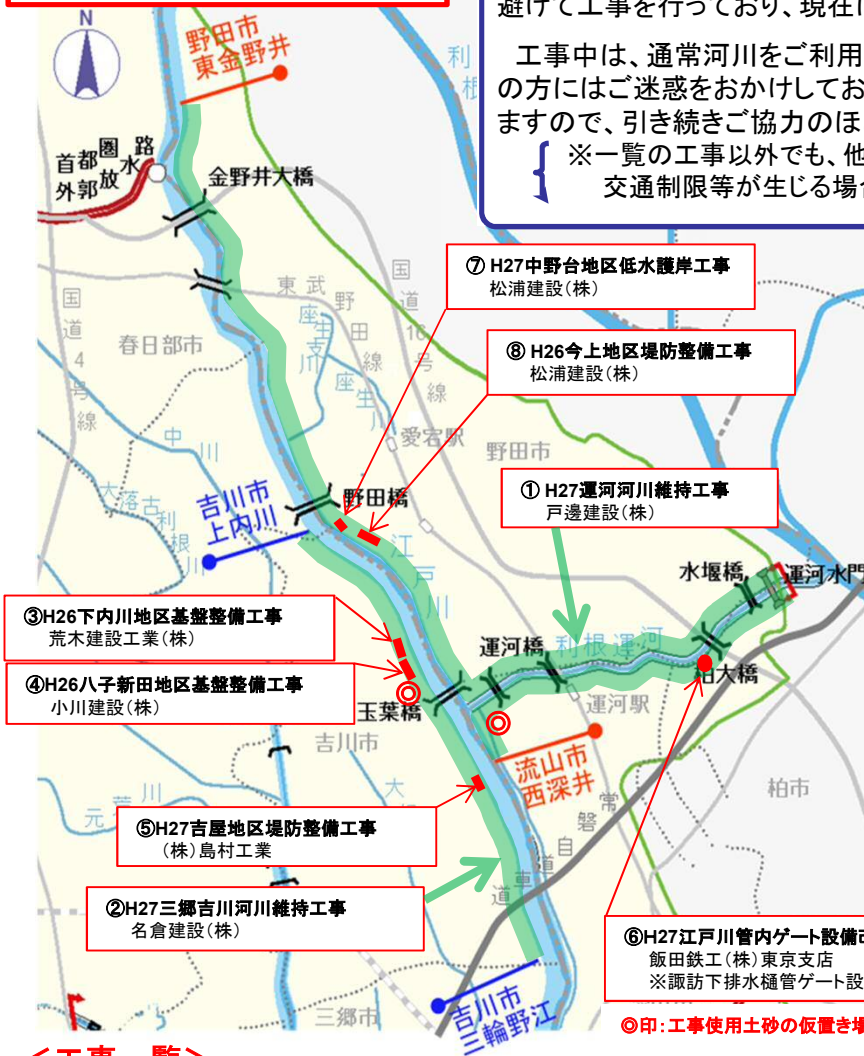 避けて工事を行っており、現在に
工事中は、通常河川をご利用
の方にはご迷惑をおかけしてお
ますので、引き続きご協力のほ
※一覧の工事以外でも、他
交通制限等が生じる場合
N
野田市
東金野井
利
根
首都圏
外郭放水路
金野井大橋
⑦ H27中野台地区低水護岸工事
松浦建設(株)
国道4号線
春日部市
東武野田線
国道16号線
座生支川
座生川
⑧ H26今上地区堤防整備工事
松浦建設(株)
中川
愛宕駅
野田市
大落古利根川
吉川市
上内川
野田橋
① H27運河河川維持工事
戸邊建設(株)
江戸川
水堰橋
運河水門
③H26下内川地区基盤整備工事
荒木建設工業(株)
運河橋
利根運河
柏大橋
④H26八子新田地区基盤整備工事
小川建設(株)
玉葉橋
運河駅
吉川市
流山市
西深井
柏市
元荒川
大
常磐自動車道
⑤H27吉屋地区堤防整備工事
(株)島村工業
②H27三郷吉川河川維持工事
名倉建設(株)
⑥H27江戸川管内ゲート設備改
飯田鉄工(株)東京支店
※諏訪下排水樋管ゲート設
三郷市
吉川市
三輪野江
◎印:工事使用土砂の仮置き場
<工事一覧>